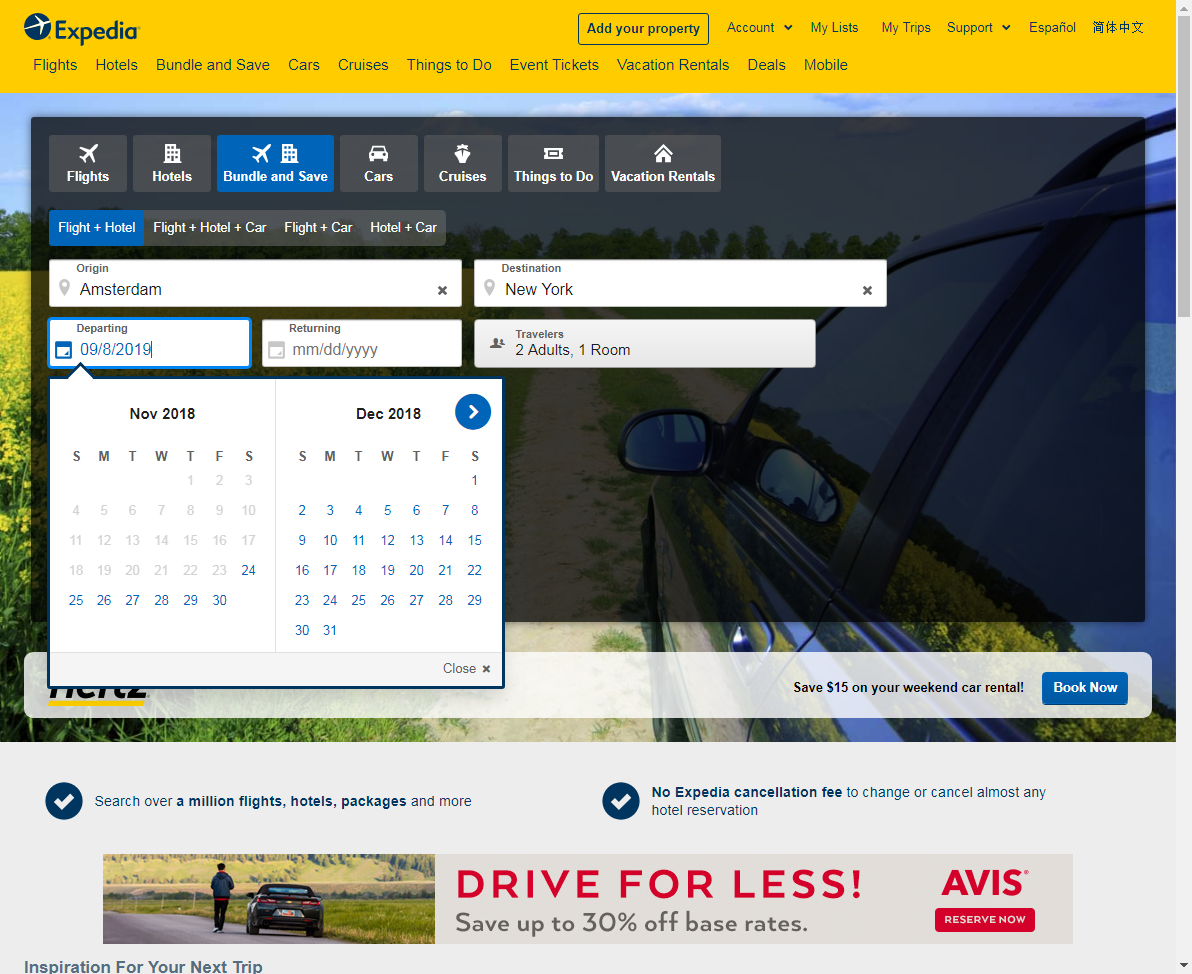 Expedia
Add your property
Account
My Lists
My Trips
Support
Español
简体中文
Flights
Hotels
Bundle and Save
Cars
Cruises
Things to Do
Event Tickets
Vacation Rentals
Deals
Mobile
Flights
Hotels
Bundle and Save
Cars
Cruises
Things to Do
Vacation Rentals
Flight + Hotel
Flight + Hotel + Car
Flight + Car
Hotel + Car
Origin
Amsterdam
Destination
New York
Departing
09/8/2019
Returning
mm/dd/yyyy
Travelers
2 Adults, 1 Room
Nov 2018
S M T W T F S
1 2 3
4 5 6 7 8 9 10
11 12 13 14 15 16 17
18 19 20 21 22 23 24
25 26 27 28 29 30
Dec 2018
S M T W T F S
1
2 3 4 5 6 7 8
9 10 11 12 13 14 15
16 17 18 19 20 21 22
23 24 25 26 27 28 29
30 31
Close
Hertz
Save $15 on your weekend car rental!
Book Now
Search over a million flights, hotels, packages and more
No Expedia cancellation fee to change or cancel almost any
hotel reservation
DRIVE FOR LESS!
Save up to 30% off base rates.
AVIS
RESERVE NOW
Inspiration For Your Next Trip